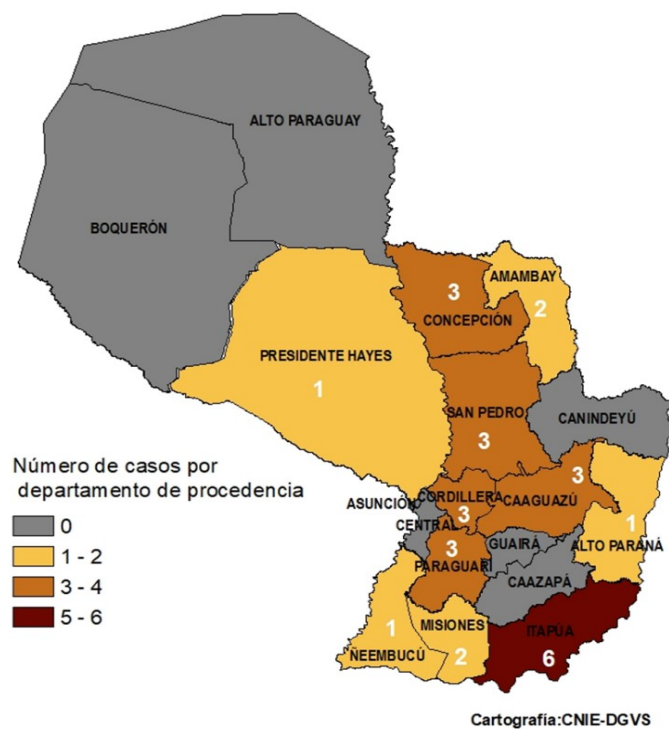 ALTO PARAGUAY
BOQUERÓN
AMAMBAY
3
2
CONCEPCIÓN
PRESIDENTE HAYES
1
SAN PEDRO
3
CANINDEYÚ
Número de casos por
departamento de procedencia
0
1 - 2
3 - 4
5 - 6
3
CORDILLERA
CAAGUAZÚ
ASUNCIÓN
3
1
CENTRAL
GUAIRÁ
ALTO PARANÁ
3
PARAGUARÍ
CAAZAPÁ
1
MISIONES
ITAPÚA
ÑEEMBUCÚ
2
6
Cartografía:CNIE-DGVS